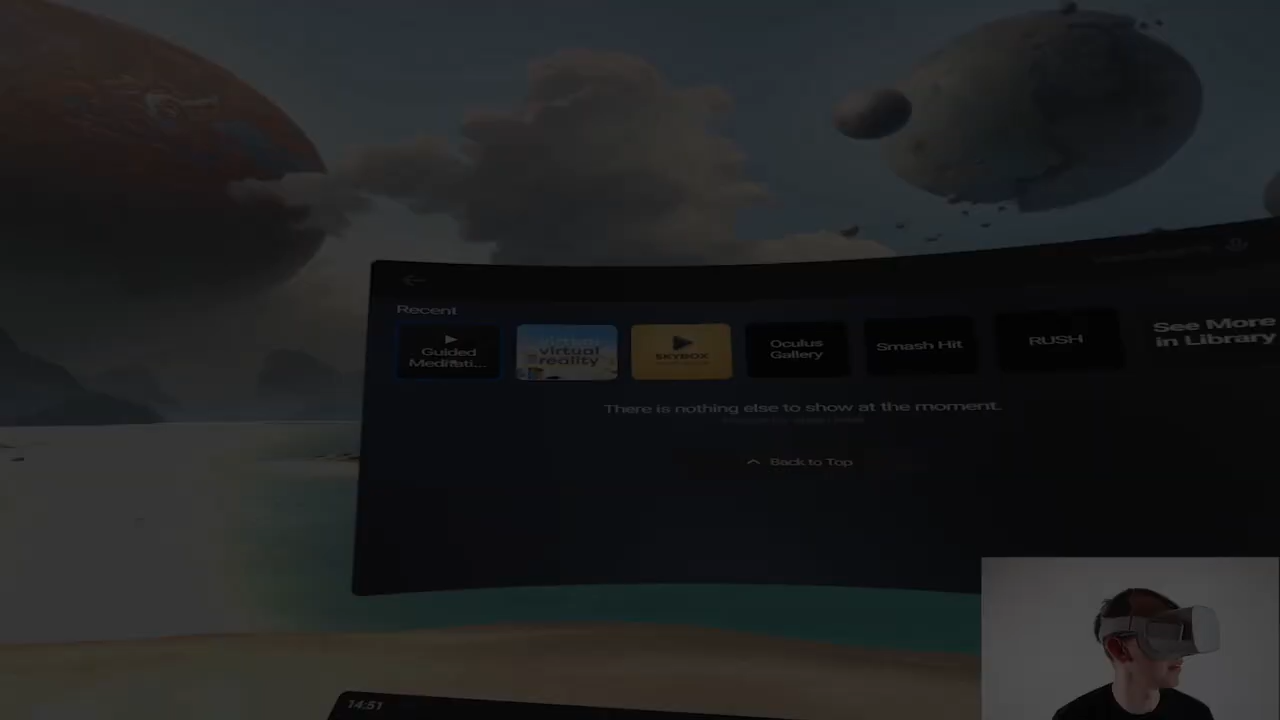 Recent
Guided
Meditati...
virtual
virtual
reality
SKYBOX
Oculus
Gallery
Smash Hit
RUSH
See More
in Library
There is nothing else to show at the moment.
Back to Top
14:51